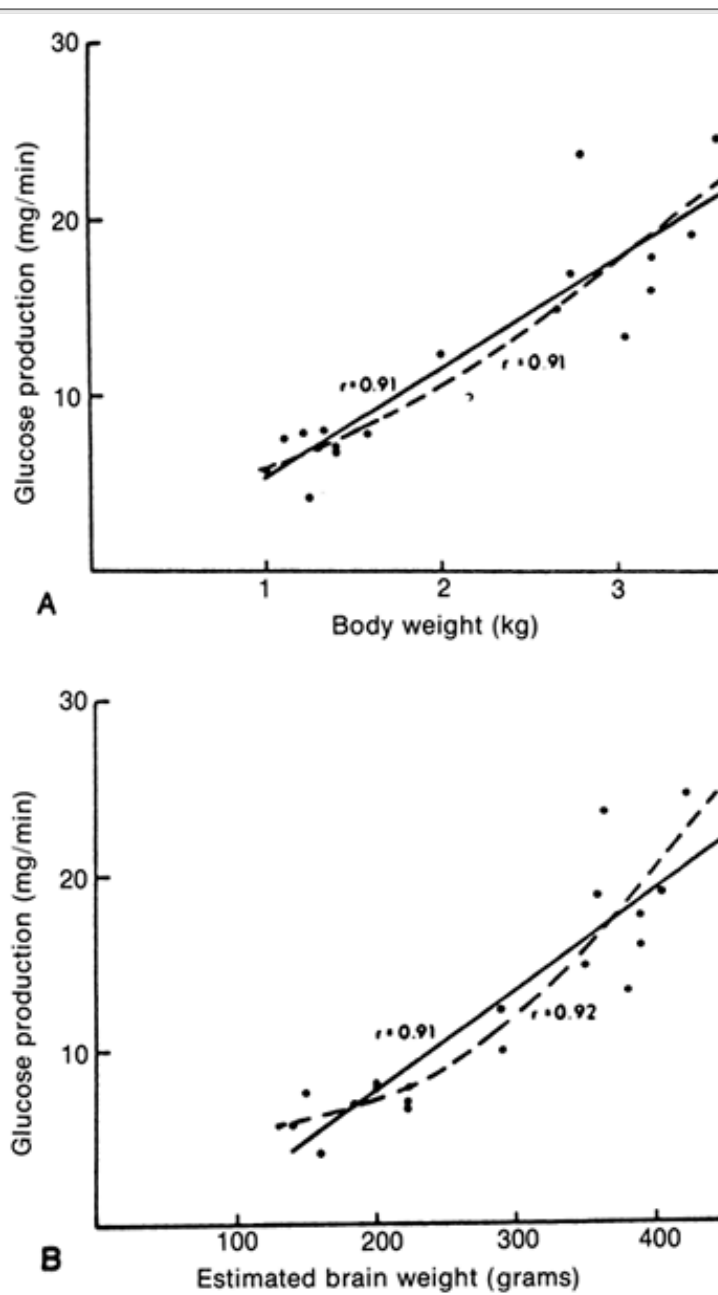 30
20
10
Glucose production (mg/min)
r=0.91
r=0.91
1 2 3
A
Body weight (kg)
30
20
10
Glucose production (mg/min)
r=0.91
r=0.92
100 200 300 400
B
Estimated brain weight (grams)